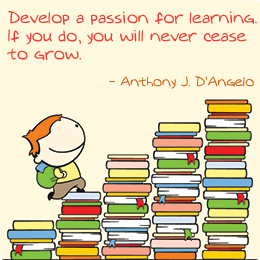 Develop a passion for learning.
If you do, you will never cease
to grow.
- Anthony J. D'Angelo